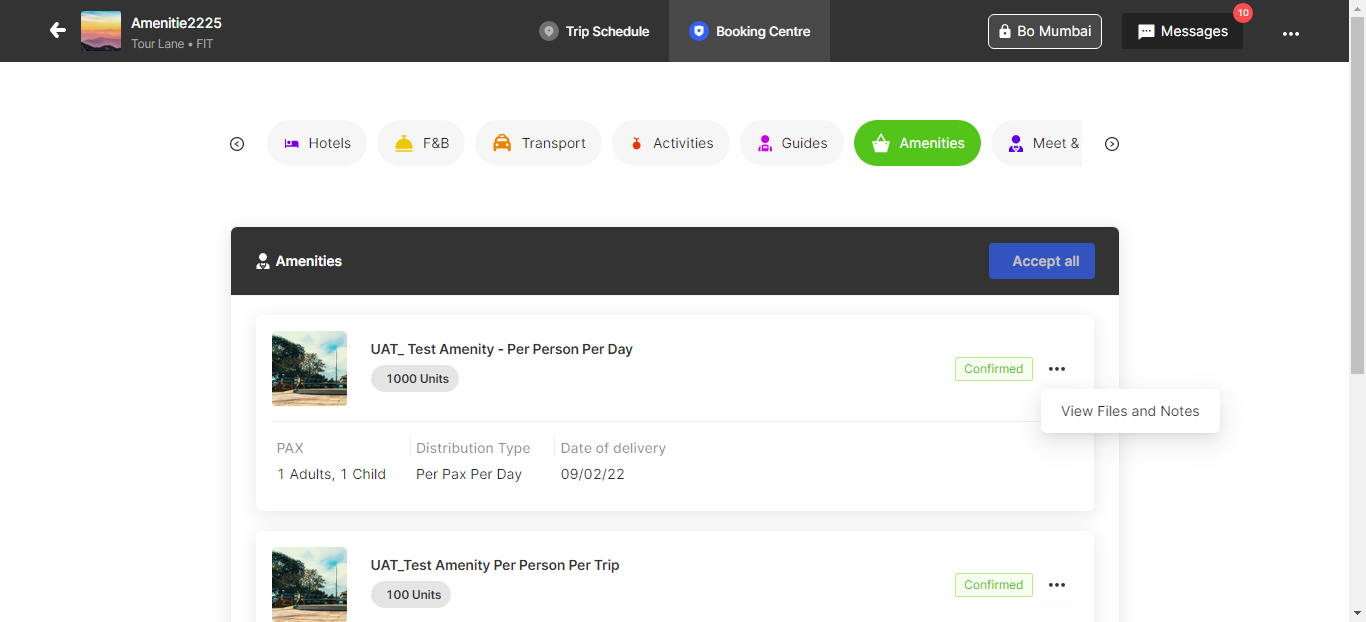 Amenitie2225
Tour Lane • FIT
Trip Schedule
Booking Centre
Bo Mumbai
Messages
10
Hotels
F&B
Transport
Activities
Guides
Amenities
Meet &
Amenities
Accept all
UAT_ Test Amenity - Per Person Per Day
1000 Units
Confirmed
View Files and Notes
PAX
Distribution Type
Date of delivery
1 Adults, 1 Child
Per Pax Per Day
09/02/22
UAT_Test Amenity Per Person Per Trip
100 Units
Confirmed